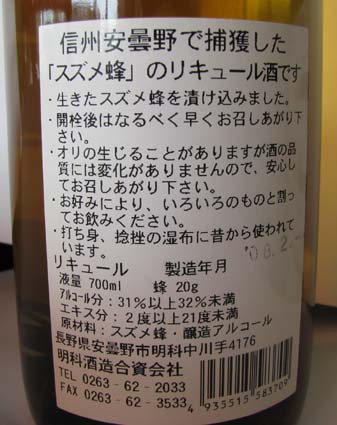 信州安曇野で捕獲した
「スズメ蜂」のリキュール酒です
・生きたスズメ蜂を漬け込みました。
・開栓後はなるべく早くお召しあがり下
さい。
・オリの生じることがありますが酒の品
質には変化がありませんので、安心し
てお召しあがり下さい。
・お好みにより、いろいろのものと割っ
てお飲みください。
・打ち身、捻挫の湿布に昔から使われて
います。
'08.2.-
リキュール 製造年月
液量 700ml 蜂 20g
アルコール分：31%以上32%未満
エキス分：２度以上21度未満
原材料：スズメ蜂・醸造アルコール
長野県安曇野市明科中川手4176
明科酒造合資会社
TEL 0263-62-2033
FAX 0263-62-3533
4 935515 583709